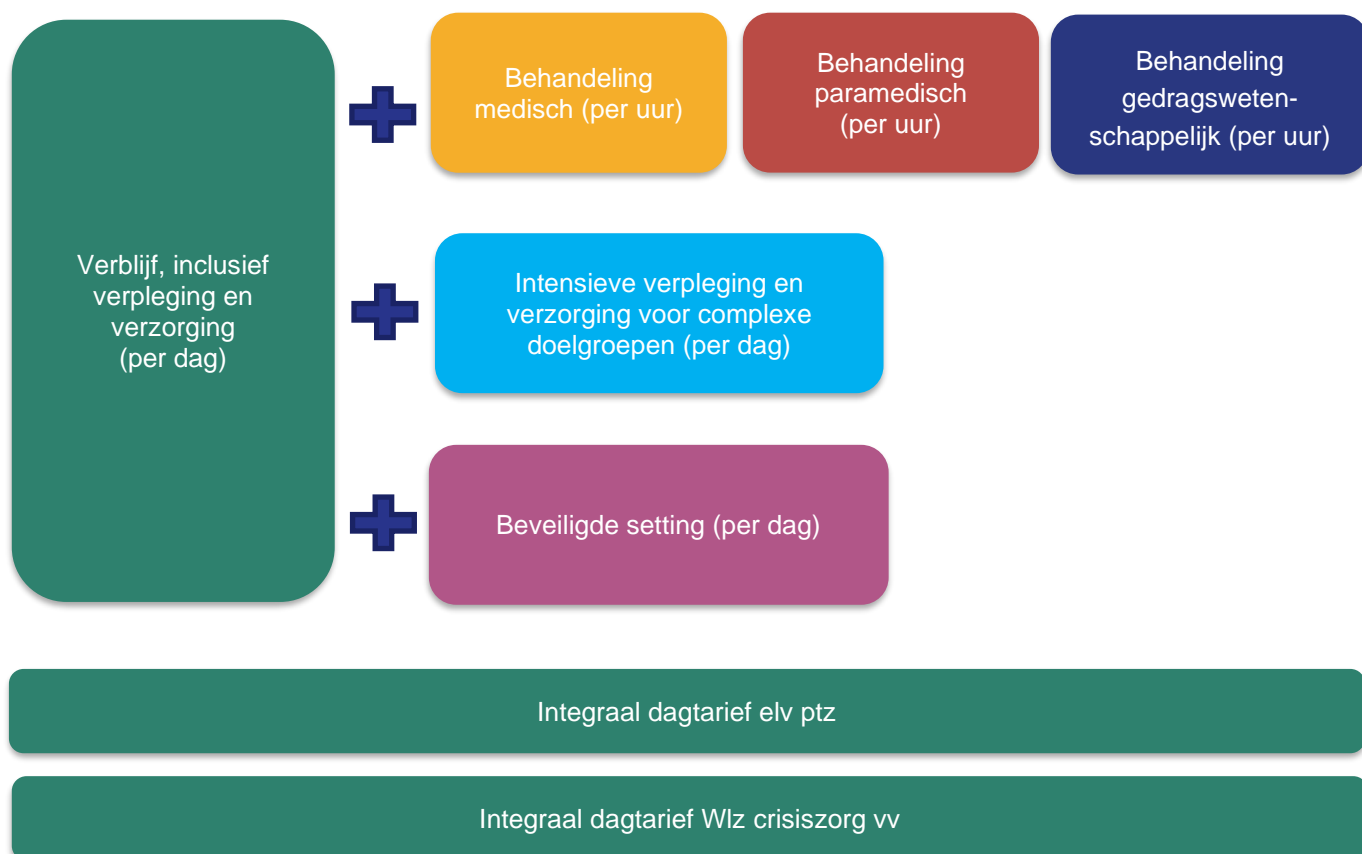 Verblijf, inclusief
verpleging en
verzorging
(per dag)
Behandeling
medisch (per uur)
Behandeling
paramedisch
(per uur)
Behandeling
gedragsweten-
schappelijk (per uur)
Intensieve verpleging en
verzorging voor complexe
doelgroepen (per dag)
Beveiligde setting (per dag)
Integraal dagtarief elv ptz
Integraal dagtarief Wlz crisiszorg vv